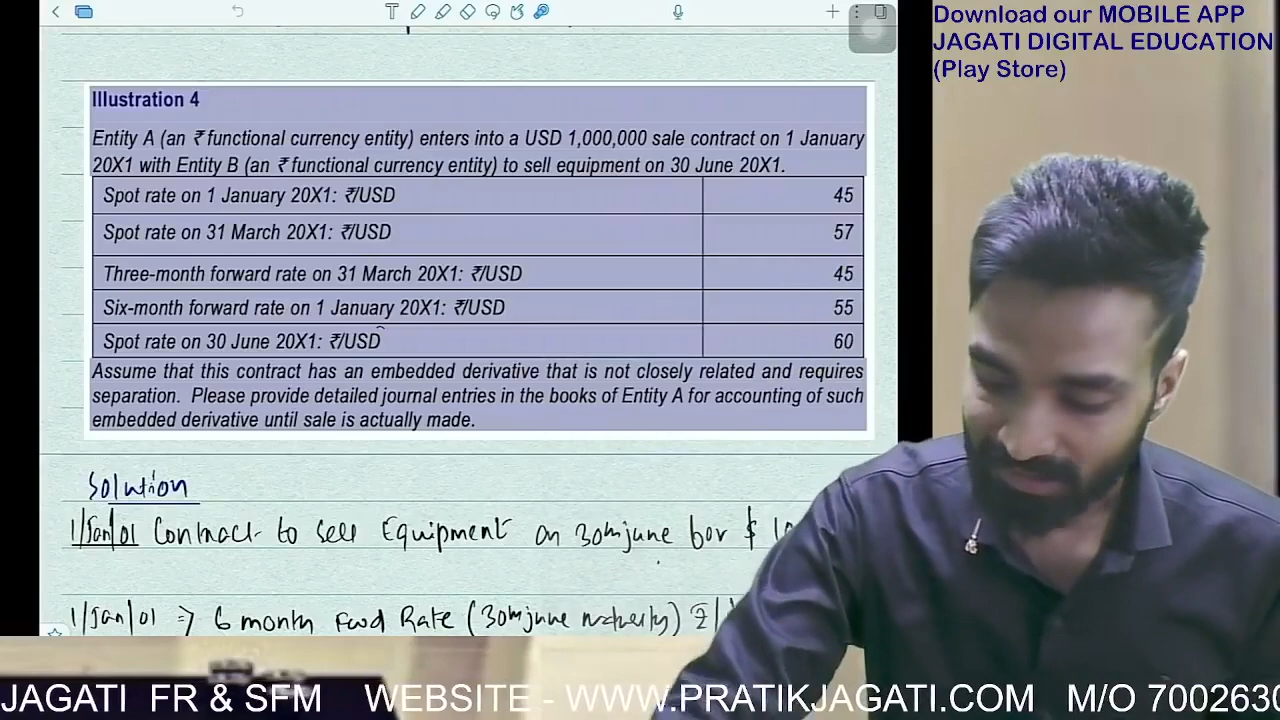 Download our MOBILE APP
JAGATI DIGITAL EDUCATION
(Play Store)
Illustration 4
Entity A (an ₹ functional currency entity) enters into a USD 1,000,000 sale contract on 1 January
20X1 with Entity B (an ₹ functional currency entity) to sell equipment on 30 June 20X1.
Spot rate on 1 January 20X1: ₹/USD 45
Spot rate on 31 March 20X1: ₹/USD 57
Three-month forward rate on 31 March 20X1: ₹/USD 45
Six-month forward rate on 1 January 20X1: ₹/USD 55
Spot rate on 30 June 20X1: ₹/USD 60
Assume that this contract has an embedded derivative that is not closely related and requires
separation. Please provide detailed journal entries in the books of Entity A for accounting of such
embedded derivative until sale is actually made.
Solution
1/Jan/01 Contract to sell Equipment on 30th june for $ 10
1/Jan/01 => 6 month Fwd Rate (30th june maturity) ₹/
JAGATI FR & SFM WEBSITE - WWW.PRATIKJAGATI.COM M/O 7002630